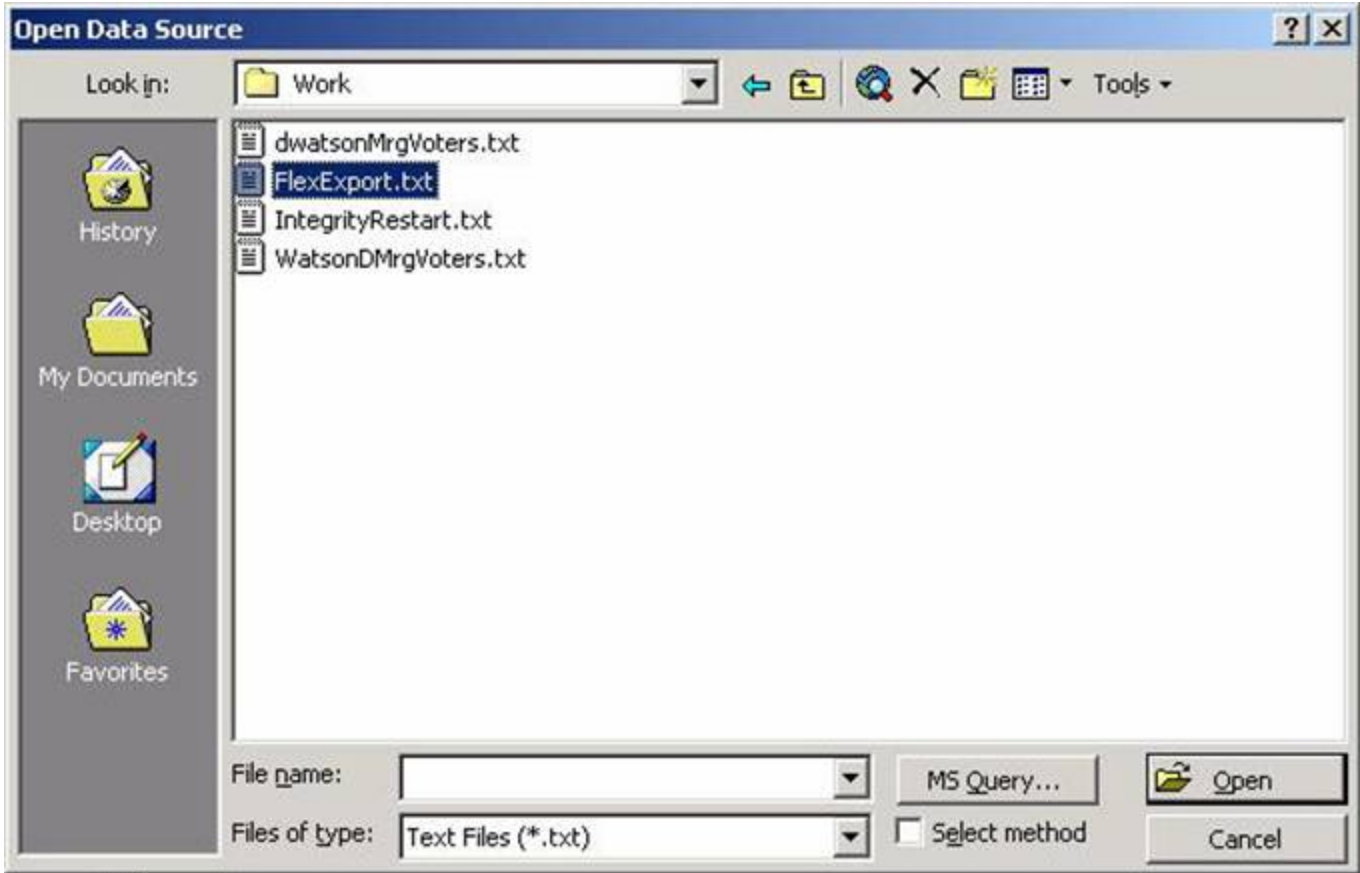 Open Data Source
Look in:
Work
Tools
dwatsonMrgVoters.txt
FlexExport.txt
IntegrityRestart.txt
WatsonDMrgVoters.txt
History
My Documents
Desktop
Favorites
File name:
MS Query...
Open
Files of type:
Text Files (*.txt)
Select method
Cancel